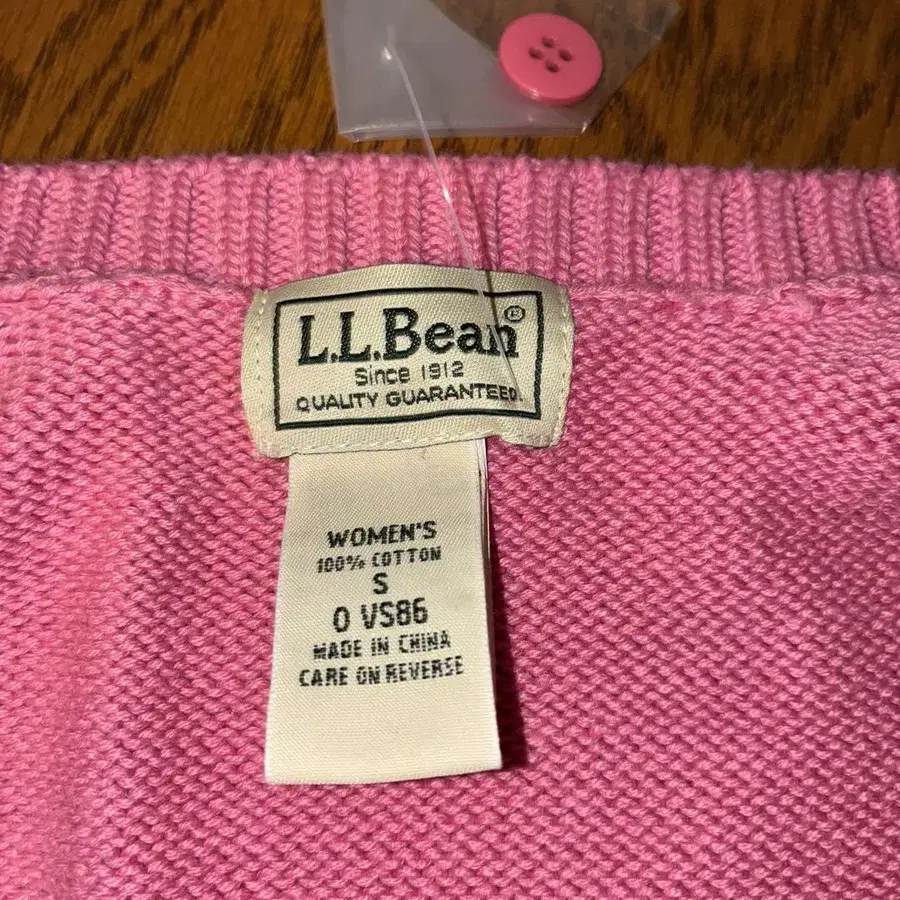 L.L.Bean®
Since 1912
QUALITY GUARANTEED.
WOMEN'S
100% COTTON
S
0 VS86
MADE IN CHINA
CARE ON REVERSE